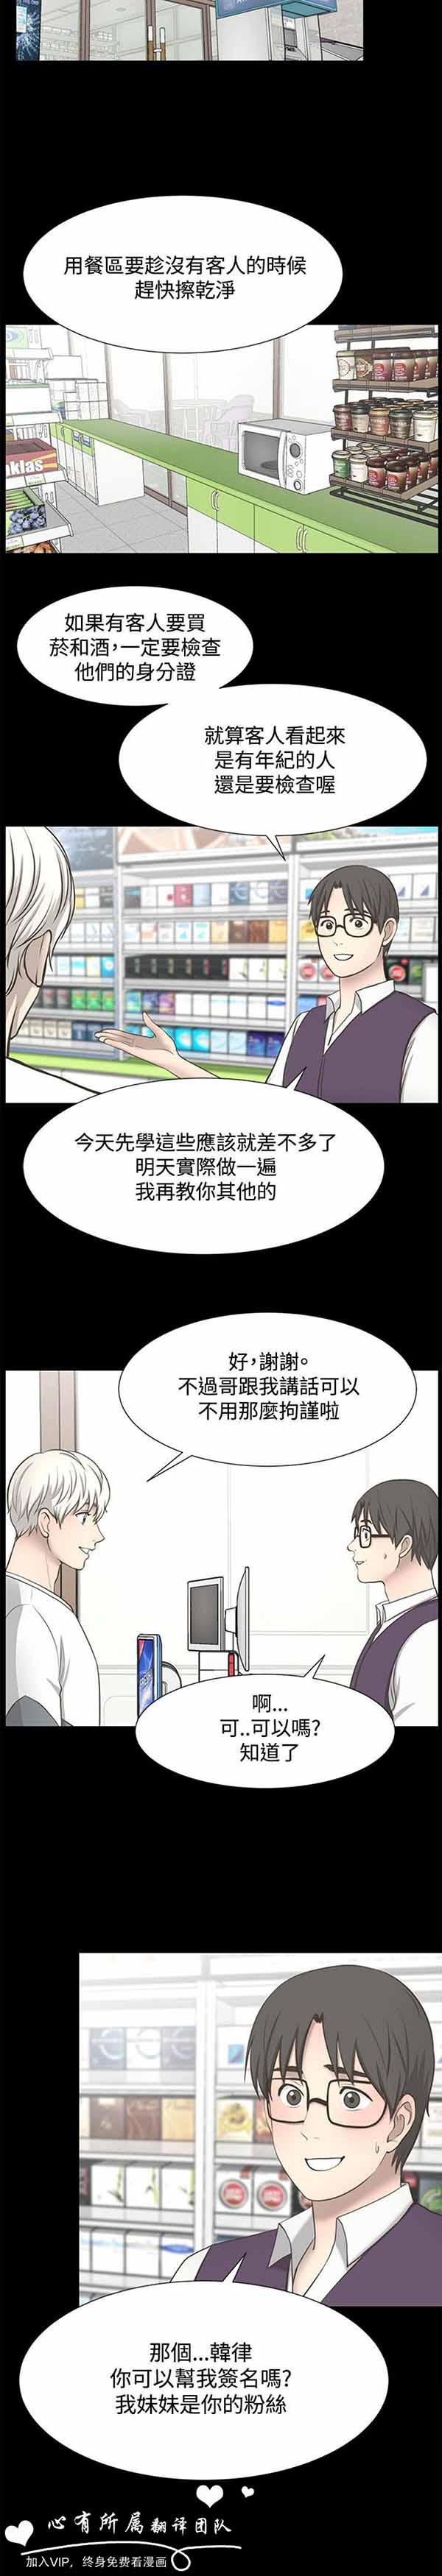 用餐區要趁沒有客人的時候
趕快擦乾淨
klas
如果有客人要買
菸和酒,一定要檢查
他們的身分證
就算客人看起來
是有年紀的人
還是要檢查喔
今天先學這些應該就差不多了
明天實際做一遍
我再教你其他的
好,謝謝。
不過哥跟我講話可以
不用那麼拘謹啦
啊...
可..可以嗎?
知道了
那個...韓律
你可以幫我簽名嗎?
我妹妹是你的粉絲
心有所属翻译团队
加入VIP，终身免费看漫画